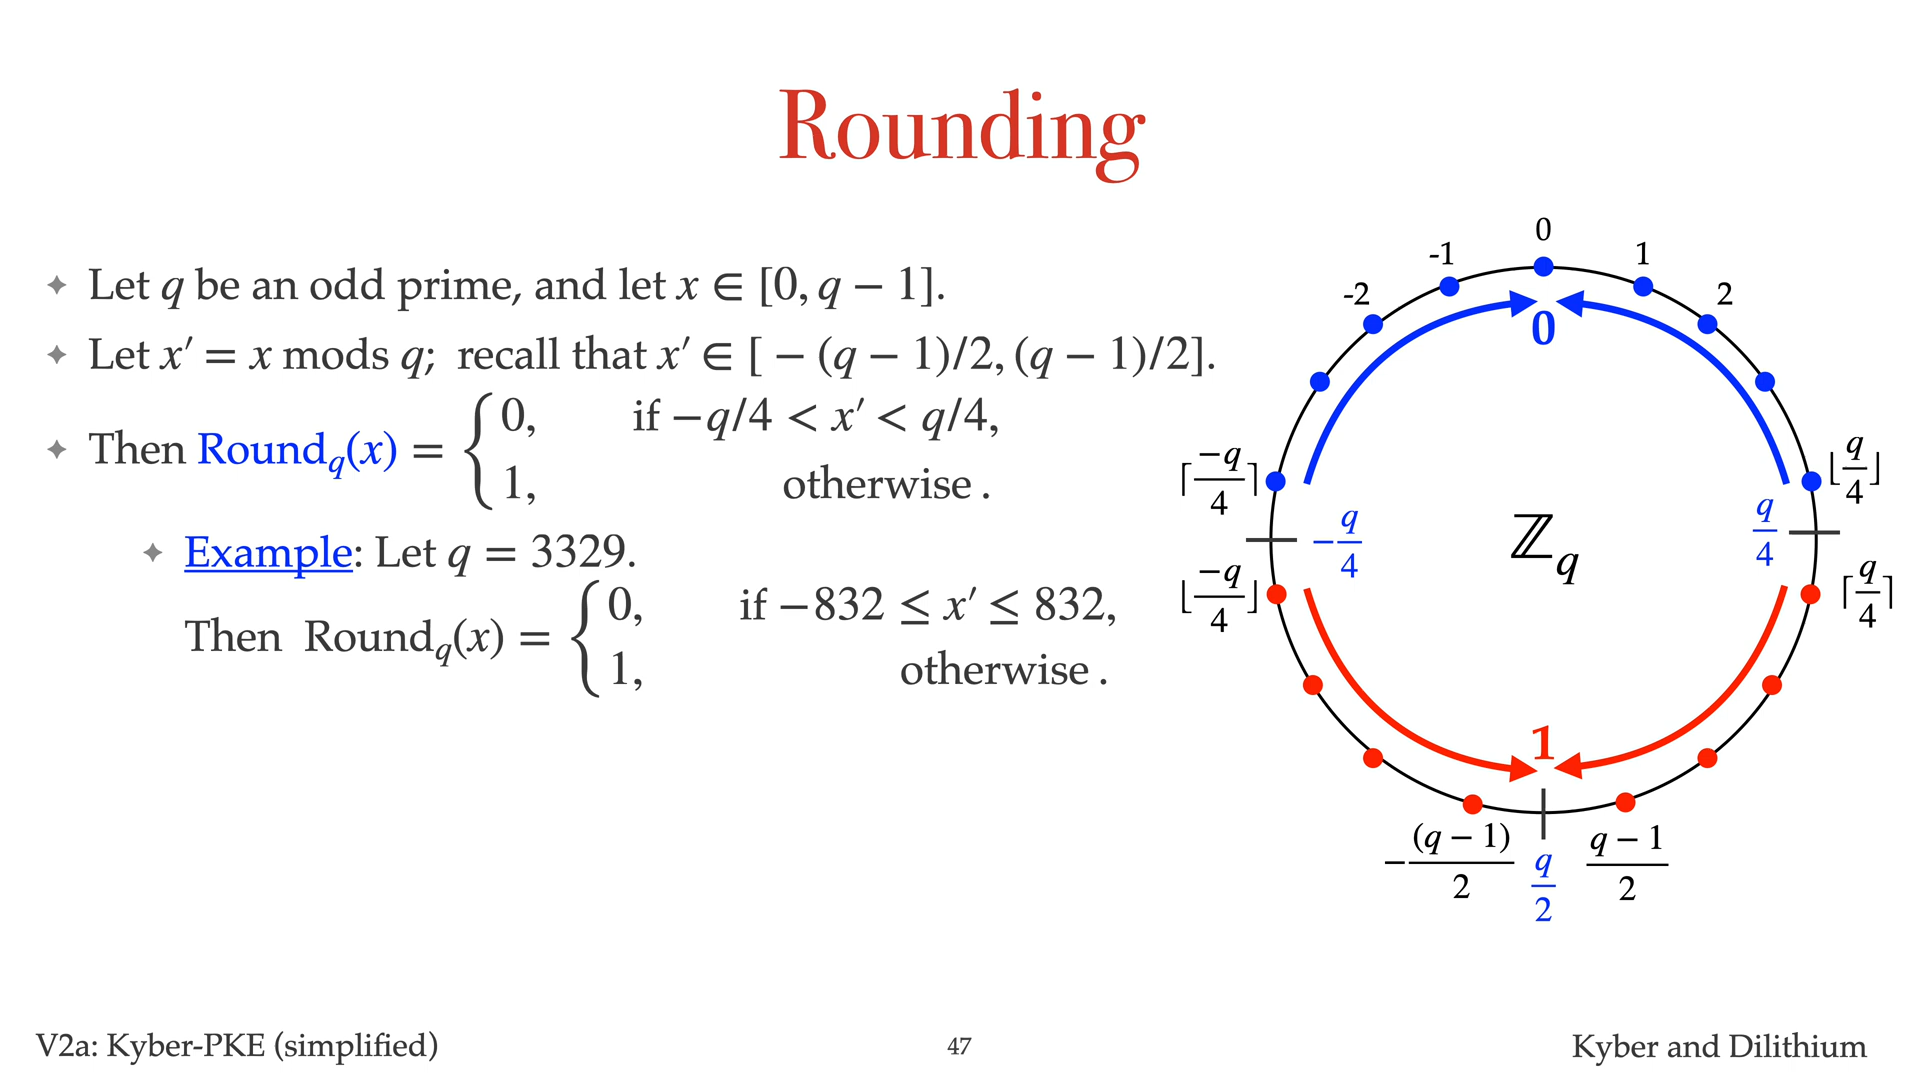 Rounding
✦ Let q be an odd prime, and let x ∈ [0, q − 1].
✦ Let x′ = x mods q; recall that x′ ∈ [ − (q − 1)/2, (q − 1)/2].
✦ Then Round_q(x) = { 0, if −q/4 < x′ < q/4,
1, otherwise .
✦ Example: Let q = 3329.
Then Round_q(x) = { 0, if −832 ≤ x′ ≤ 832,
1, otherwise .
0
-1
1
-2
2
0
⌈−q/4⌉
⌊q/4⌋
−q/4
ℤ_q
q/4
⌊−q/4⌋
⌈q/4⌉
1
−(q − 1)/2
q/2
q − 1/2
V2a: Kyber-PKE (simplified)
47
Kyber and Dilithium